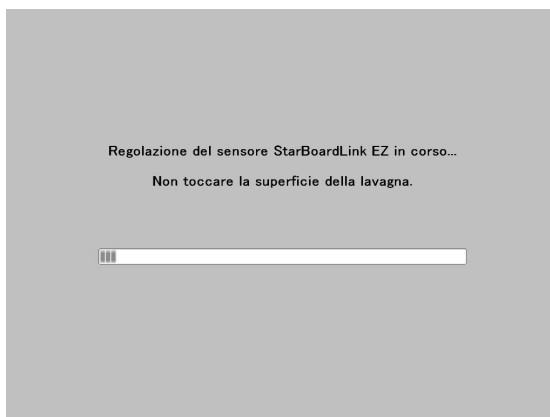 Regolazione del sensore StarBoardLink EZ in corso...
Non toccare la superficie della lavagna.